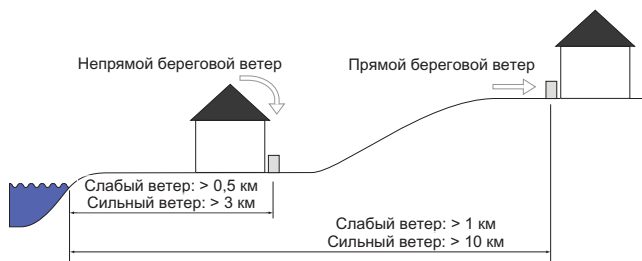 Непрямой береговой ветер
Прямой береговой ветер
Слабый ветер: > 0,5 км
Сильный ветер: > 3 км
Слабый ветер: > 1 км
Сильный ветер: > 10 км